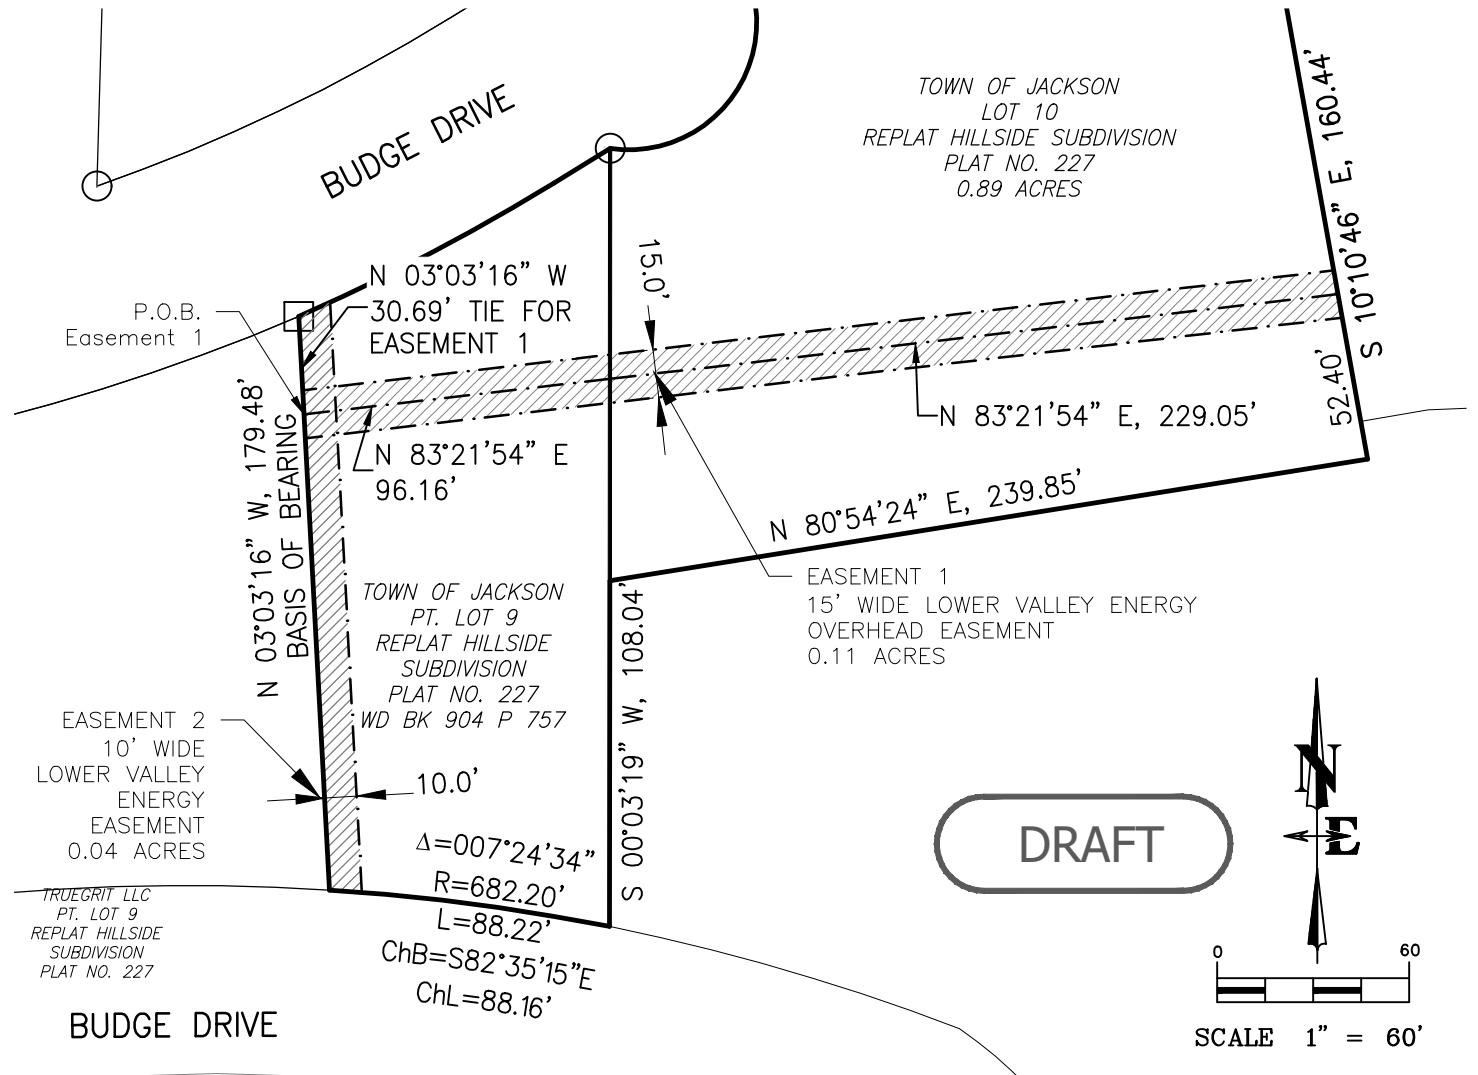 BUDGE DRIVE
TOWN OF JACKSON
LOT 10
REPLAT HILLSIDE SUBDIVISION
PLAT NO. 227
0.89 ACRES
S 10°10'46" E, 160.44'
52.40'
15.0'
N 03°03'16" W
30.69' TIE FOR
EASEMENT 1
P.O.B.
Easement 1
N 03°03'16" W, 179.48'
BASIS OF BEARING
N 83°21'54" E
96.16'
N 83°21'54" E, 229.05'
N 80°54'24" E, 239.85'
EASEMENT 1
15' WIDE LOWER VALLEY ENERGY
OVERHEAD EASEMENT
0.11 ACRES
TOWN OF JACKSON
PT. LOT 9
REPLAT HILLSIDE
SUBDIVISION
PLAT NO. 227
WD BK 904 P 757
S 00°03'19" W, 108.04'
EASEMENT 2
10' WIDE
LOWER VALLEY
ENERGY
EASEMENT
0.04 ACRES
10.0'
Δ=007°24'34"
R=682.20'
L=88.22'
ChB=S82°35'15"E
ChL=88.16'
TRUEGRIT LLC
PT. LOT 9
REPLAT HILLSIDE
SUBDIVISION
PLAT NO. 227
BUDGE DRIVE
DRAFT
N
E
0 60
SCALE 1" = 60'